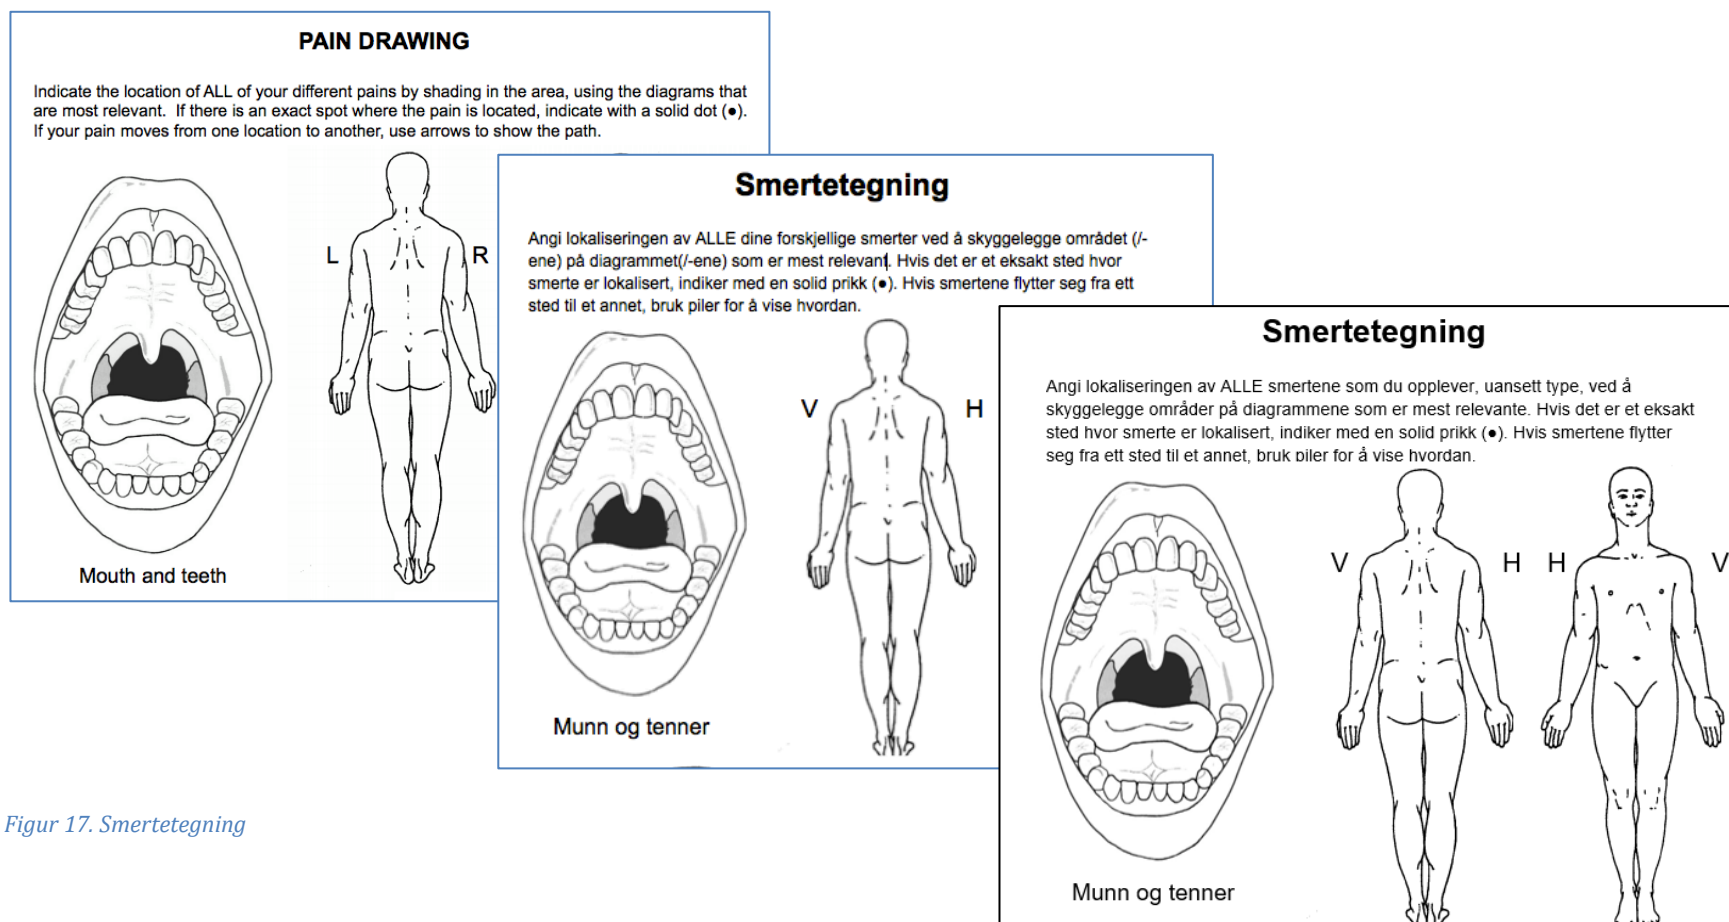 PAIN DRAWING
Indicate the location of ALL of your different pains by shading in the area, using the diagrams that
are most relevant.  If there is an exact spot where the pain is located, indicate with a solid dot (●).
If your pain moves from one location to another, use arrows to show the path.
L R
Mouth and teeth
Smertetegning
Angi lokaliseringen av ALLE dine forskjellige smerter ved å skyggelegge området (/-
ene) på diagrammet(/-ene) som er mest relevant. Hvis det er et eksakt sted hvor
smerte er lokalisert, indiker med en solid prikk (●). Hvis smertene flytter seg fra ett
sted til et annet, bruk piler for å vise hvordan.
V H
Munn og tenner
Smertetegning
Angi lokaliseringen av ALLE smertene som du opplever, uansett type, ved å
skyggelegge områder på diagrammene som er mest relevante. Hvis det er et eksakt
sted hvor smerte er lokalisert, indiker med en solid prikk (●). Hvis smertene flytter
seg fra ett sted til et annet, bruk piler for å vise hvordan.
V H H V
Munn og tenner
Figur 17. Smertetegning